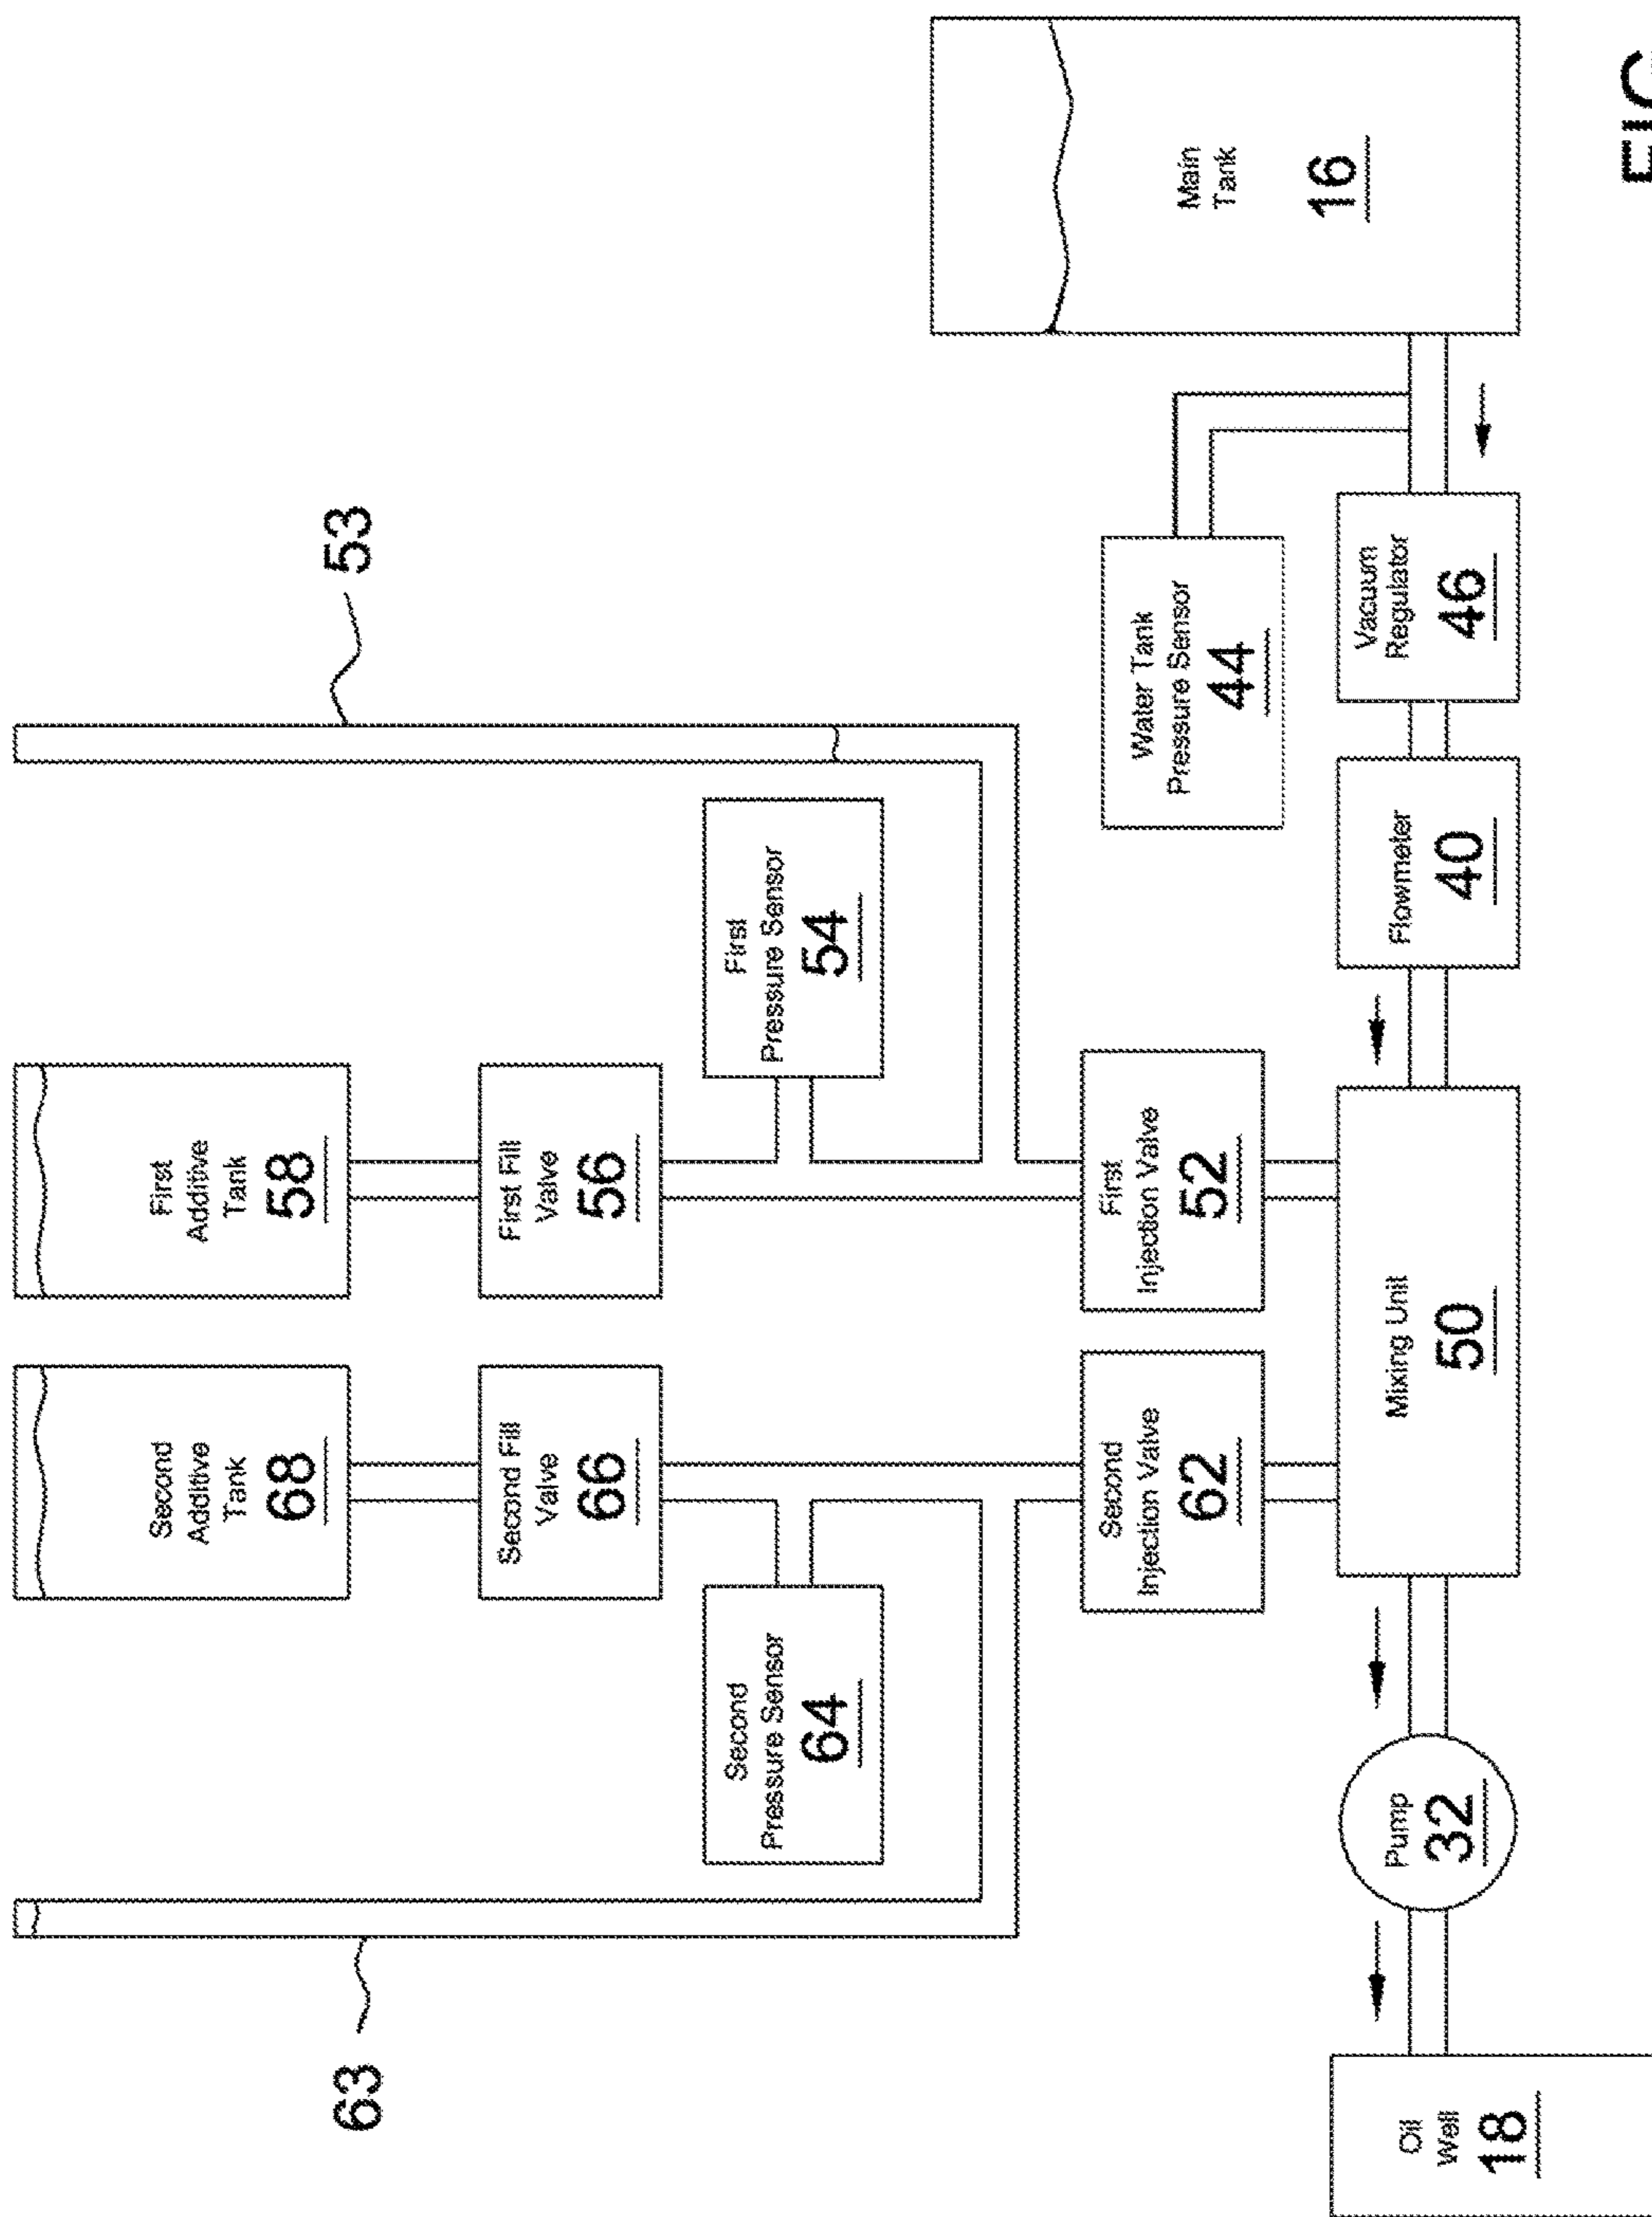 63
53
Second
Additive
Tank
68
First
Additive
Tank
58
Second Fill
Valve
66
First Fill
Valve
56
Second
Pressure Sensor
64
First
Pressure Sensor
54
Second
Injection Valve
62
First
Injection Valve
52
Water Tank
Pressure Sensor
44
Main
Tank
16
Oil
Well
18
Pump
32
Mixing Unit
50
Flowmeter
40
Vacuum
Regulator
46
FIG